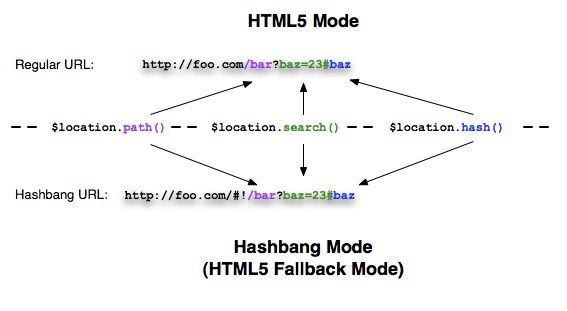 HTML5 Mode
Regular URL: http://foo.com/bar?baz=23#baz
$location.path() $location.search() $location.hash()
Hashbang URL: http://foo.com/#!/bar?baz=23#baz
Hashbang Mode
(HTML5 Fallback Mode)